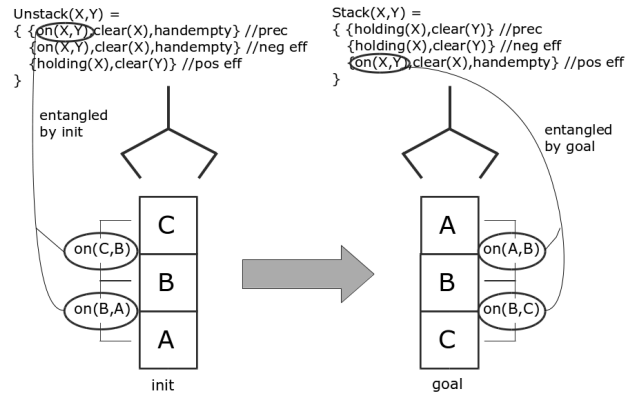 Unstack(X,Y) =
{ {on(X,Y),clear(X),handempty} //prec
{on(X,Y),clear(X),handempty} //neg eff
{holding(X),clear(Y)} //pos eff
}
entangled
by init
on(C,B)
on(B,A)
C
B
A
init
Stack(X,Y) =
{ {holding(X),clear(Y)} //prec
{holding(X),clear(Y)} //neg eff
{on(X,Y),clear(X),handempty} //pos eff
}
entangled
by goal
A
B
C
on(A,B)
on(B,C)
goal